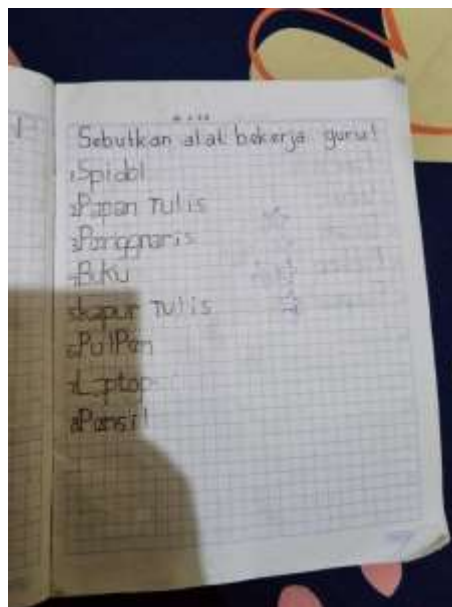 Sebutkan alat bekerja guru!
1 Spidol
2 Papan Tulis
3 Penggaris
4 Buku
5 kapur Tulis
6 PulPen
7 Laptop
8 Pensil